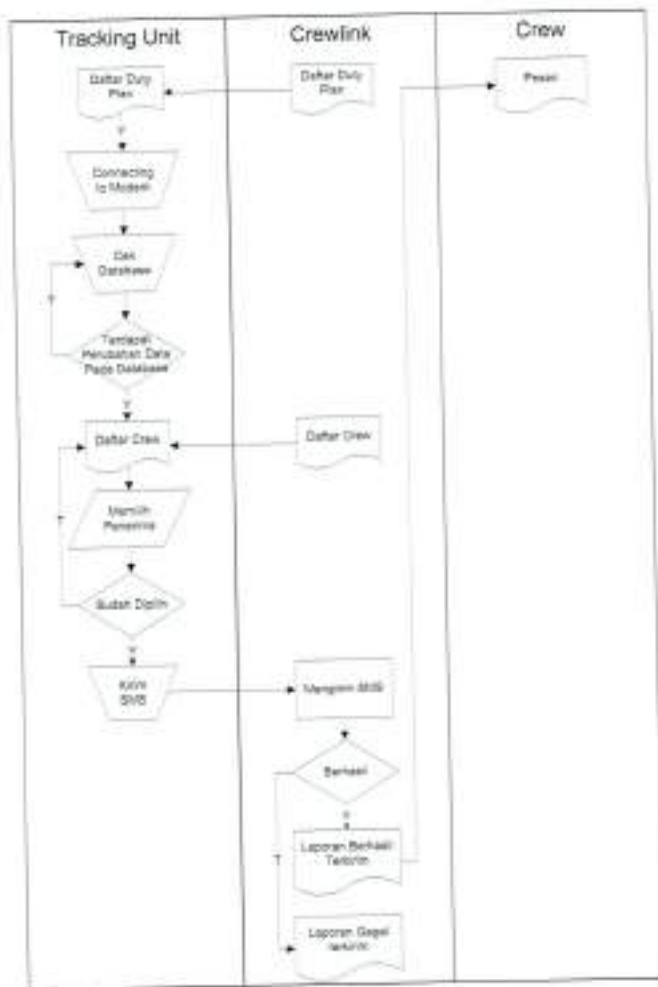 Tracking Unit
Crewlink
Crew
Daftar Duty
Plan
Daftar Duty
Plan
Pesan
Y
Connecting
to Modem
Cek
Database
T
Terdapat
Perubahan Data
Pada Database
Y
Daftar Crew
Daftar Crew
Memilih
Penerima
T
Sudah Dipilih
Y
Kirim
SMS
Mengirim SMS
Berhasil
Y
T
Laporan Berhasil
Terkirim
Laporan Gagal
terkirim